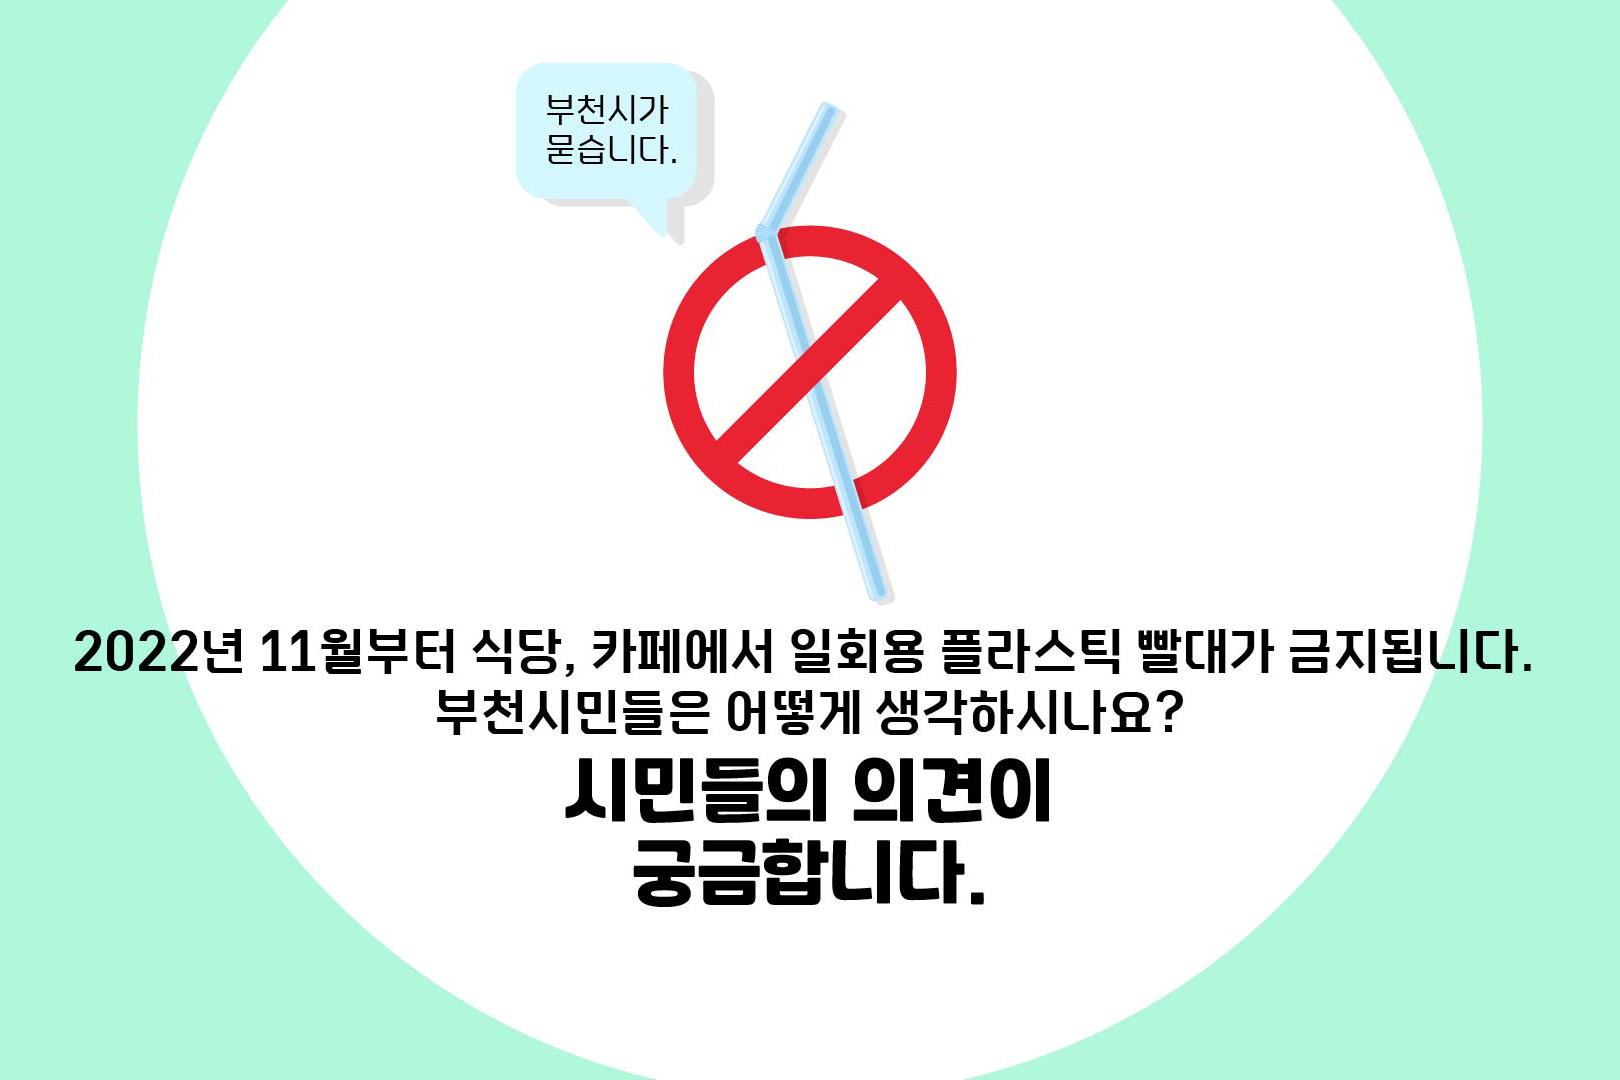 부천시가
묻습니다.
2022년 11월부터 식당, 카페에서 일회용 플라스틱 빨대가 금지됩니다.
부천시민들은 어떻게 생각하시나요?
시민들의 의견이
궁금합니다.